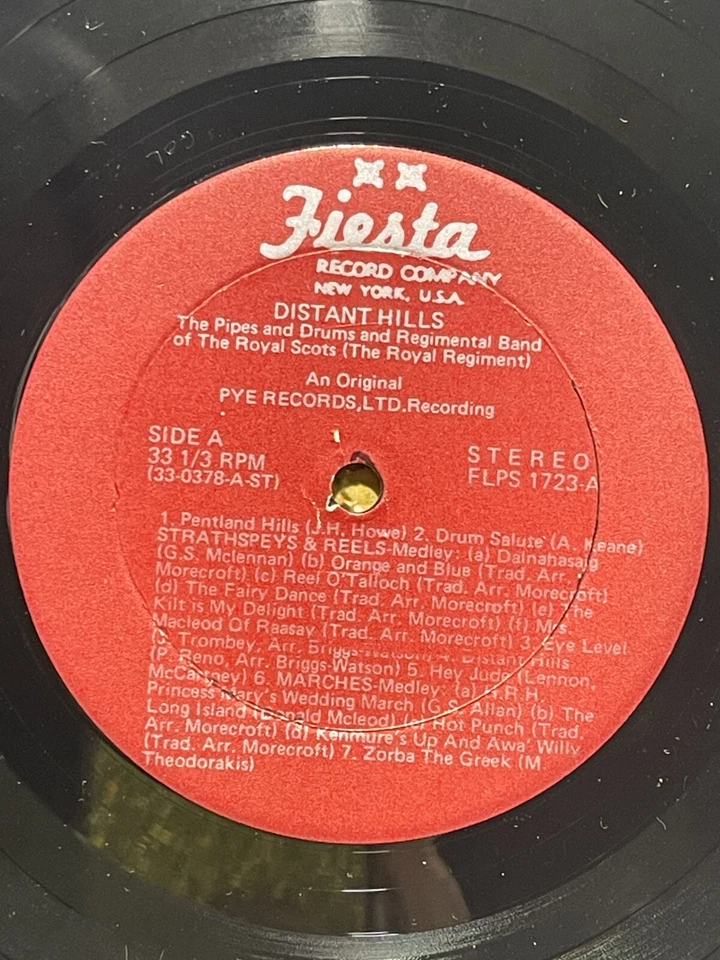 709
Fiesta
RECORD COMPANY
NEW YORK, U.S.A.
DISTANT HILLS
The Pipes and Drums and Regimental Band
of The Royal Scots (The Royal Regiment)
An Original
PYE RECORDS,LTD.Recording
SIDE A
33 1/3 RPM
(33-0378-A-ST)
STEREO
FLPS 1723-A
1. Pentland Hills (J.H. Howe) 2. Drum Salute (A. Keane)
STRATHSPEYS & REELS-Medley: (a) Dalnahasaig
(G.S. Mclennan) (b) Orange and Blue (Trad. Arr.
Morecroft) (c) Reel O'Talloch (Trad. Arr. Morecroft)
(d) The Fairy Dance (Trad. Arr. Morecroft) (e) The
Kilt is My Delight (Trad. Arr. Morecroft) (f) Mrs.
Macleod Of Raasay (Trad. Arr. Morecroft) 3. Eye Level
Trombey, Arr. Briggs-Watson) 4. Distant Hills
(P. Reno, Arr. Briggs-Watson) 5. Hey Jude (Lennon,
McCartney) 6. MARCHES-Medley: (a) H.R.H.
Princess Mary's Wedding March (G.S. Allan) (b) The
Long Island (Donald Mcleod) (c) Hot Punch (Trad.
Arr. Morecroft) (d) Kenmure's Up And Awa' Willy
(Trad. Arr. Morecroft) 7. Zorba The Greek (M.
Theodorakis)